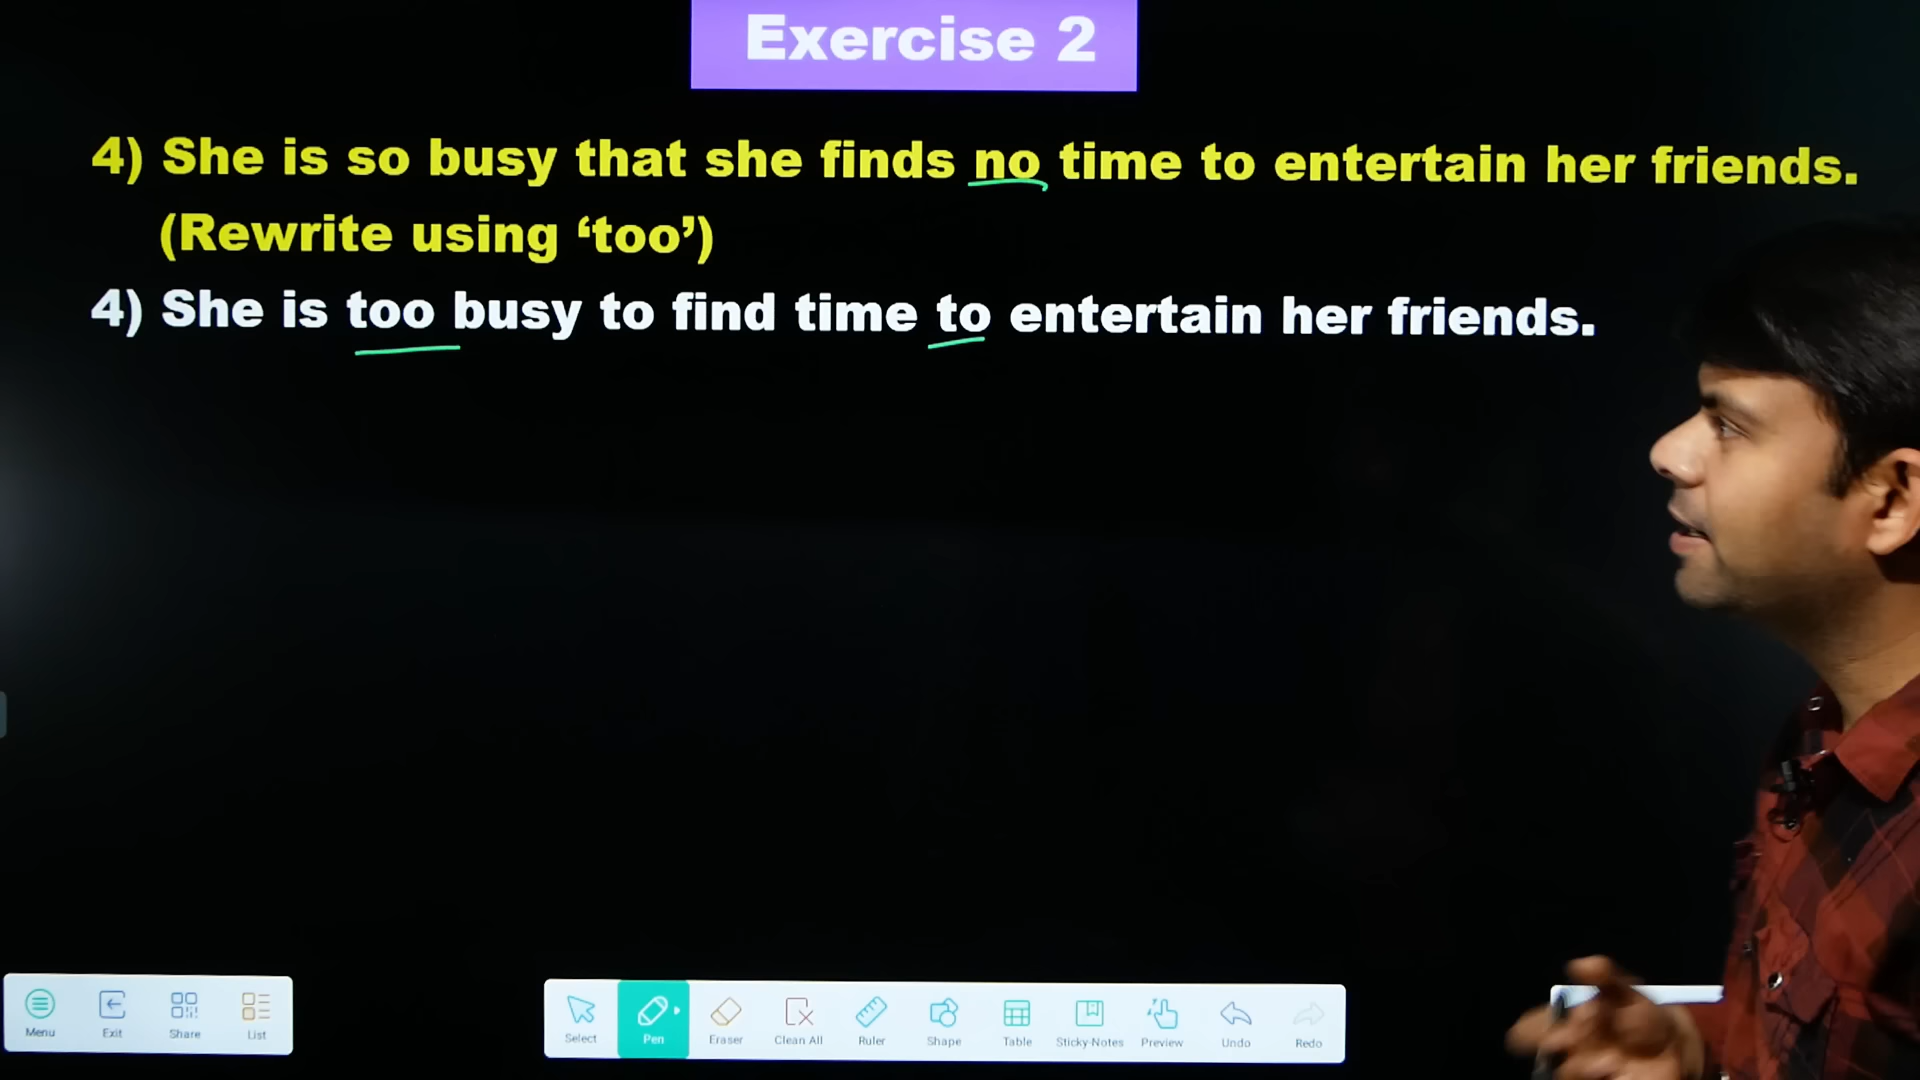 Exercise 2
4) She is so busy that she finds no time to entertain her friends.
(Rewrite using ‘too’)
4) She is too busy to find time to entertain her friends.
Menu Exit Share List
Select Pen Eraser Clean All Ruler Shape Table Sticky-Notes Preview Undo Redo